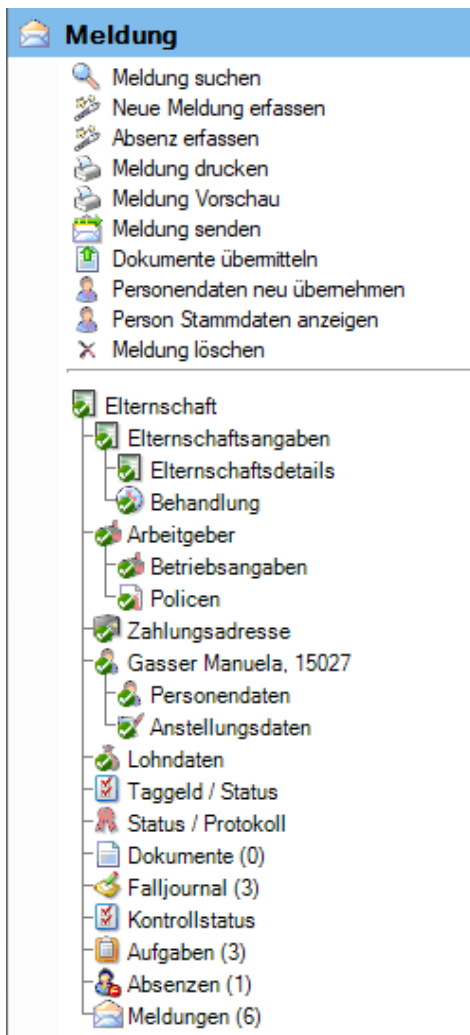 Meldung
Meldung suchen
Neue Meldung erfassen
Absenz erfassen
Meldung drucken
Meldung Vorschau
Meldung senden
Dokumente übermitteln
Personendaten neu übernehmen
Person Stammdaten anzeigen
Meldung löschen
Elternschaft
Elternschaftsangaben
Elternschaftsdetails
Behandlung
Arbeitgeber
Betriebsangaben
Policen
Zahlungsadresse
Gasser Manuela, 15027
Personendaten
Anstellungsdaten
Lohndaten
Taggeld / Status
Status / Protokoll
Dokumente (0)
Falljournal (3)
Kontrollstatus
Aufgaben (3)
Absenzen (1)
Meldungen (6)